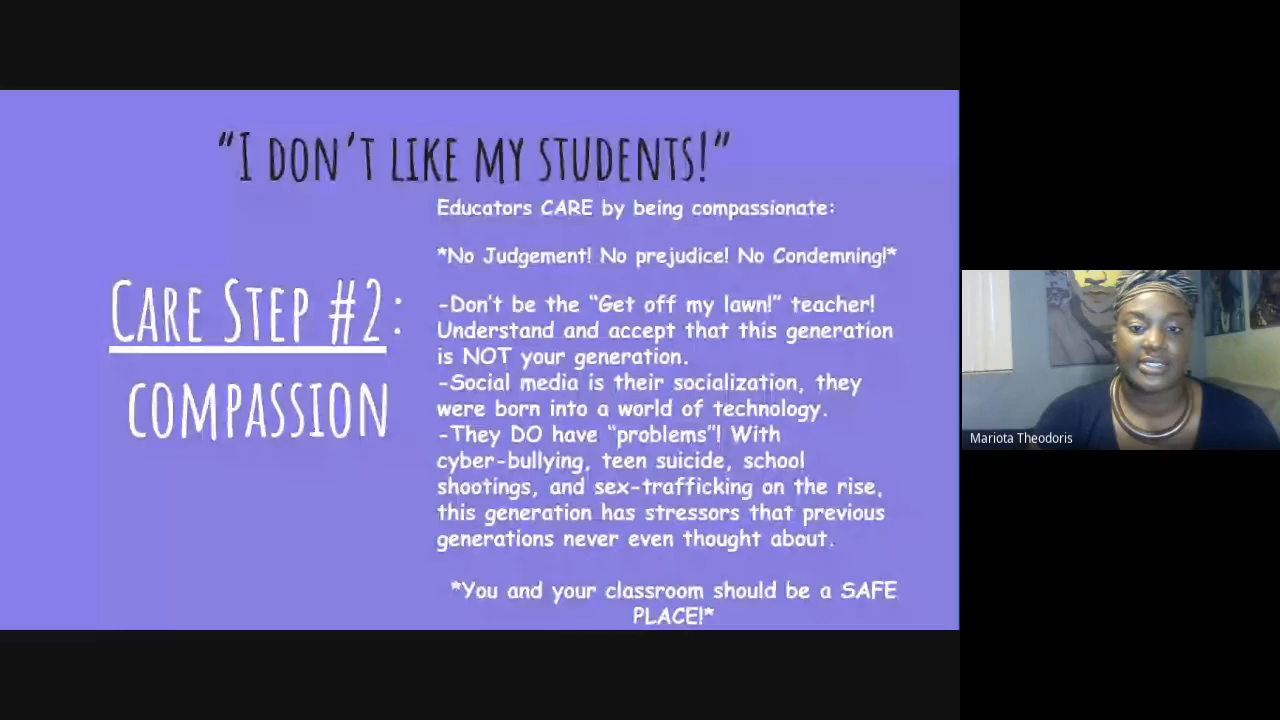 “I DON’T LIKE MY STUDENTS!”
CARE STEP #2:
COMPASSION
Educators CARE by being compassionate:
*No Judgement! No prejudice! No Condemning!*
-Don’t be the “Get off my lawn!” teacher!
Understand and accept that this generation
is NOT your generation.
-Social media is their socialization, they
were born into a world of technology.
-They DO have “problems”! With
cyber-bullying, teen suicide, school
shootings, and sex-trafficking on the rise,
this generation has stressors that previous
generations never even thought about.
*You and your classroom should be a SAFE
PLACE!*
Mariota Theodoris